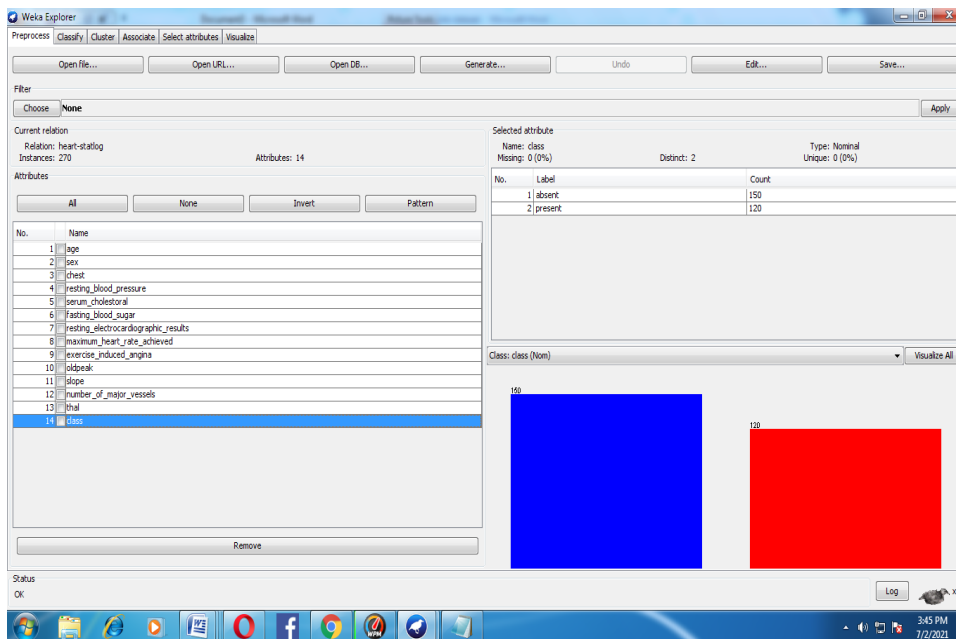 Weka Explorer
Preprocess Classify Cluster Associate Select attributes Visualize
Open file... Open URL... Open DB... Generate... Undo Edit... Save...
Filter
Choose None Apply
Current relation
Relation: heart-statlog
Instances: 270 Attributes: 14
Attributes
All None Invert Pattern
No. Name
1 age
2 sex
3 chest
4 resting_blood_pressure
5 serum_cholestoral
6 fasting_blood_sugar
7 resting_electrocardiographic_results
8 maximum_heart_rate_achieved
9 exercise_induced_angina
10 oldpeak
11 slope
12 number_of_major_vessels
13 thal
14 class
Remove
Selected attribute
Name: class Type: Nominal
Missing: 0 (0%) Distinct: 2 Unique: 0 (0%)
No. Label Count
1 absent 150
2 present 120
Class: class (Nom) Visualize All
150
120
Status
OK
Log x
3:45 PM
7/2/2021